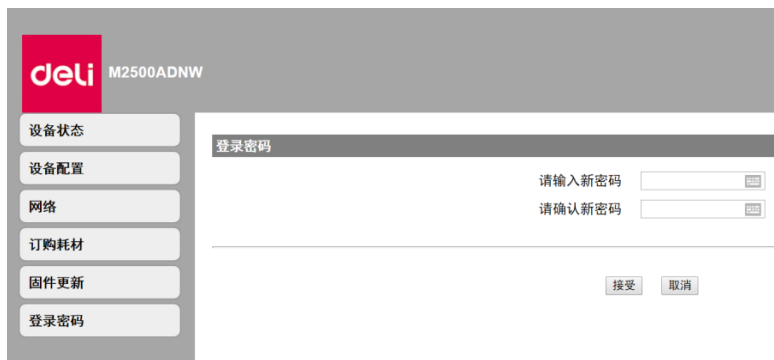 deli M2500ADNW
设备状态
设备配置
网络
订购耗材
固件更新
登录密码
登录密码
请输入新密码
请确认新密码
接受 取消